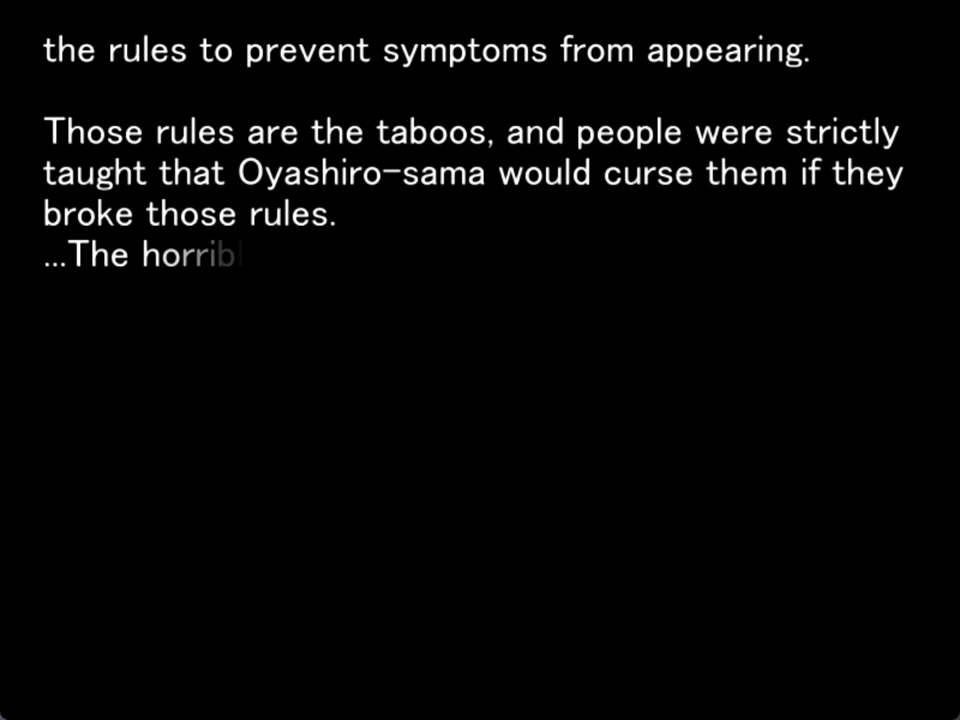 the rules to prevent symptoms from appearing.
Those rules are the taboos, and people were strictly
taught that Oyashiro-sama would curse them if they
broke those rules.
...The horribl